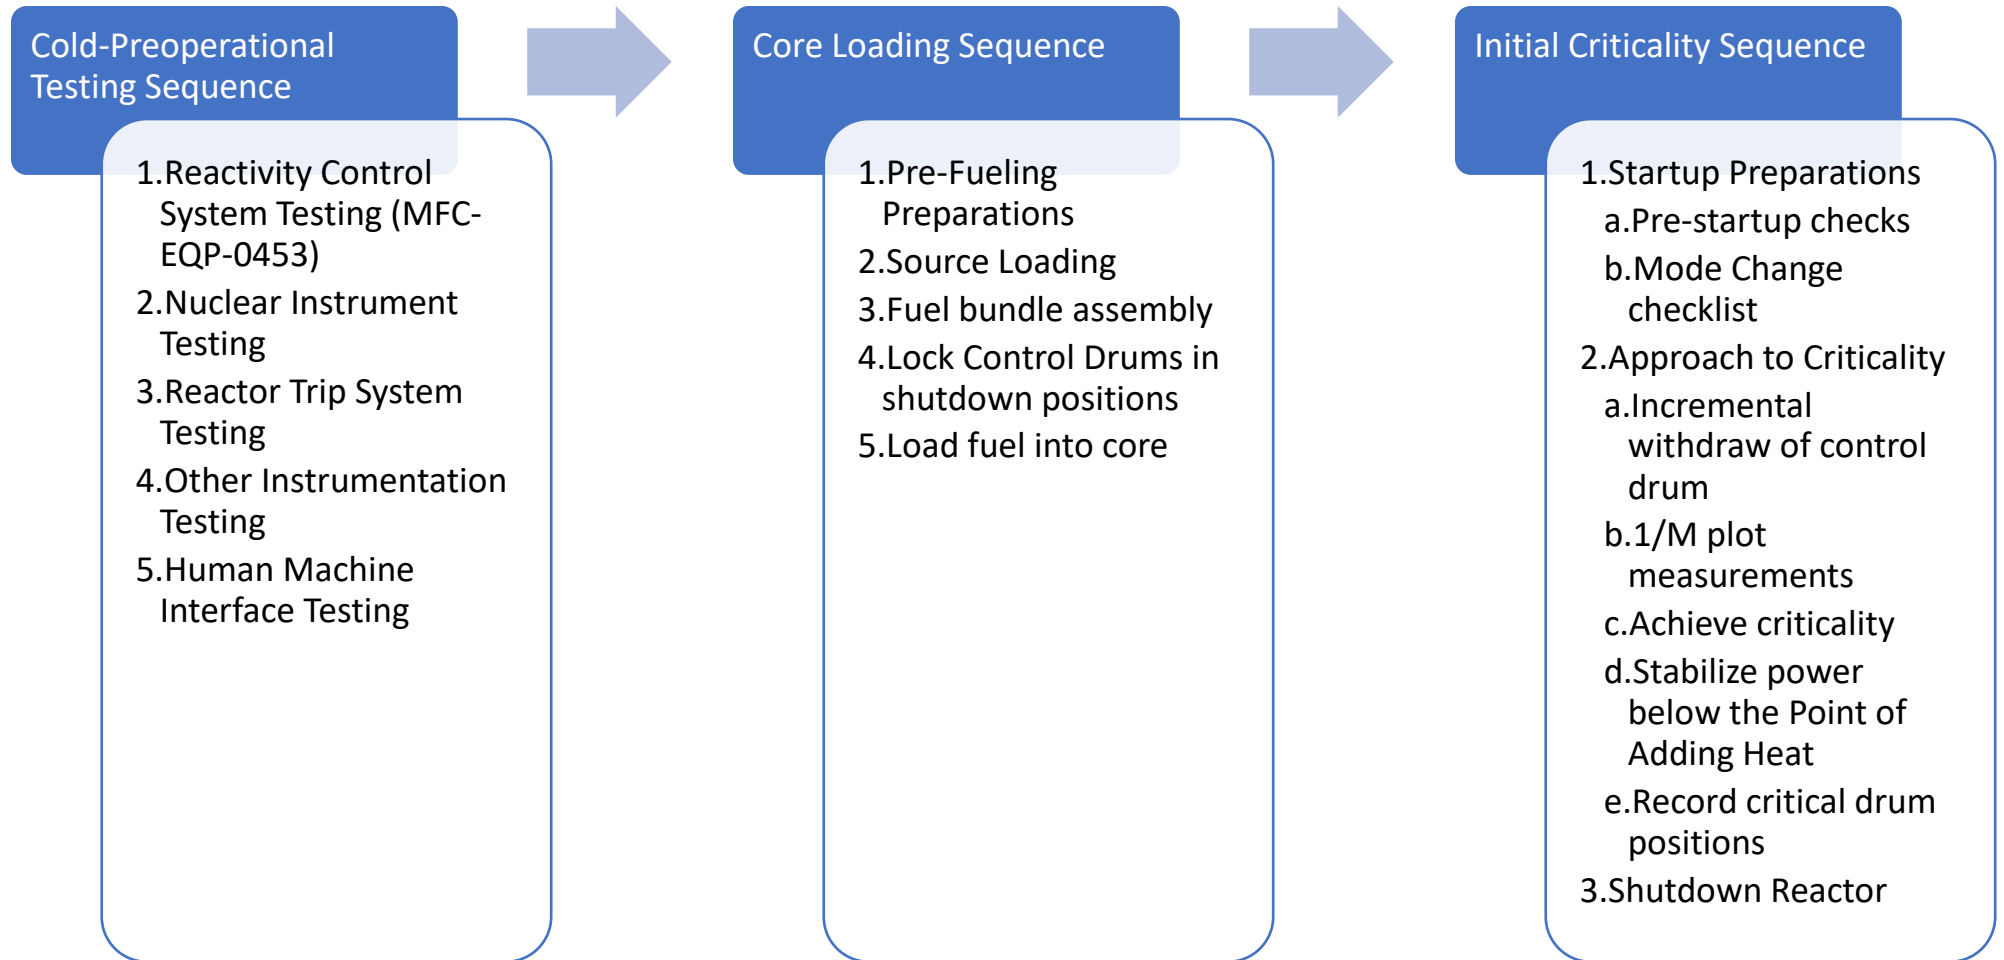 Cold-Preoperational
Testing Sequence
1.Reactivity Control
System Testing (MFC-
EQP-0453)
2.Nuclear Instrument
Testing
3.Reactor Trip System
Testing
4.Other Instrumentation
Testing
5.Human Machine
Interface Testing
Core Loading Sequence
1.Pre-Fueling
Preparations
2.Source Loading
3.Fuel bundle assembly
4.Lock Control Drums in
shutdown positions
5.Load fuel into core
Initial Criticality Sequence
1.Startup Preparations
a.Pre-startup checks
b.Mode Change
checklist
2.Approach to Criticality
a.Incremental
withdraw of control
drum
b.1/M plot
measurements
c.Achieve criticality
d.Stabilize power
below the Point of
Adding Heat
e.Record critical drum
positions
3.Shutdown Reactor